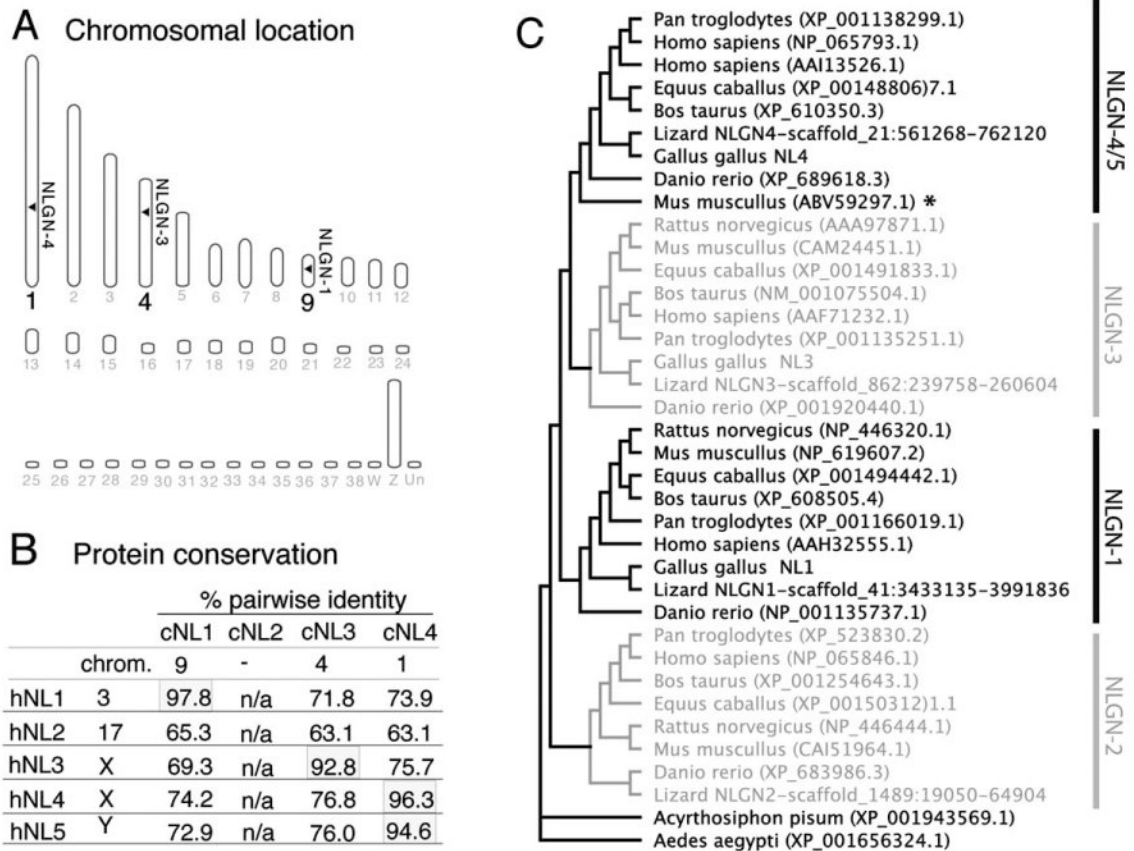 A Chromosomal location
NLGN-4
NLGN-3
NLGN-1
1 2 3 4 5 6 7 8 9 10 11 12
13 14 15 16 17 18 19 20 21 22 23 24
25 26 27 28 29 30 31 32 33 34 35 36 37 38 W Z Un
B Protein conservation
% pairwise identity
cNL1 cNL2 cNL3 cNL4
chrom. 9 - 4 1
hNL1 3 97.8 n/a 71.8 73.9
hNL2 17 65.3 n/a 63.1 63.1
hNL3 X 69.3 n/a 92.8 75.7
hNL4 X 74.2 n/a 76.8 96.3
hNL5 Y 72.9 n/a 76.0 94.6
C
Pan troglodytes (XP_001138299.1)
Homo sapiens (NP_065793.1)
Homo sapiens (AAI13526.1)
Equus caballus (XP_00148806)7.1
Bos taurus (XP_610350.3)
Lizard NLGN4-scaffold_21:561268-762120
Gallus gallus NL4
Danio rerio (XP_689618.3)
Mus muscullus (ABV59297.1) *
NLGN-4/5
Rattus norvegicus (AAA97871.1)
Mus muscullus (CAM24451.1)
Equus caballus (XP_001491833.1)
Bos taurus (NM_001075504.1)
Homo sapiens (AAF71232.1)
Pan troglodytes (XP_001135251.1)
Gallus gallus NL3
Lizard NLGN3-scaffold_862:239758-260604
Danio rerio (XP_001920440.1)
NLGN-3
Rattus norvegicus (NP_446320.1)
Mus muscullus (NP_619607.2)
Equus caballus (XP_001494442.1)
Bos taurus (XP_608505.4)
Pan troglodytes (XP_001166019.1)
Homo sapiens (AAH32555.1)
Gallus gallus NL1
Lizard NLGN1-scaffold_41:3433135-3991836
Danio rerio (NP_001135737.1)
NLGN-1
Pan troglodytes (XP_523830.2)
Homo sapiens (NP_065846.1)
Bos taurus (XP_001254643.1)
Equus caballus (XP_00150312)1.1
Rattus norvegicus (NP_446444.1)
Mus muscullus (CAI51964.1)
Danio rerio (XP_683986.3)
Lizard NLGN2-scaffold_1489:19050-64904
NLGN-2
Acyrthosiphon pisum (XP_001943569.1)
Aedes aegypti (XP_001656324.1)